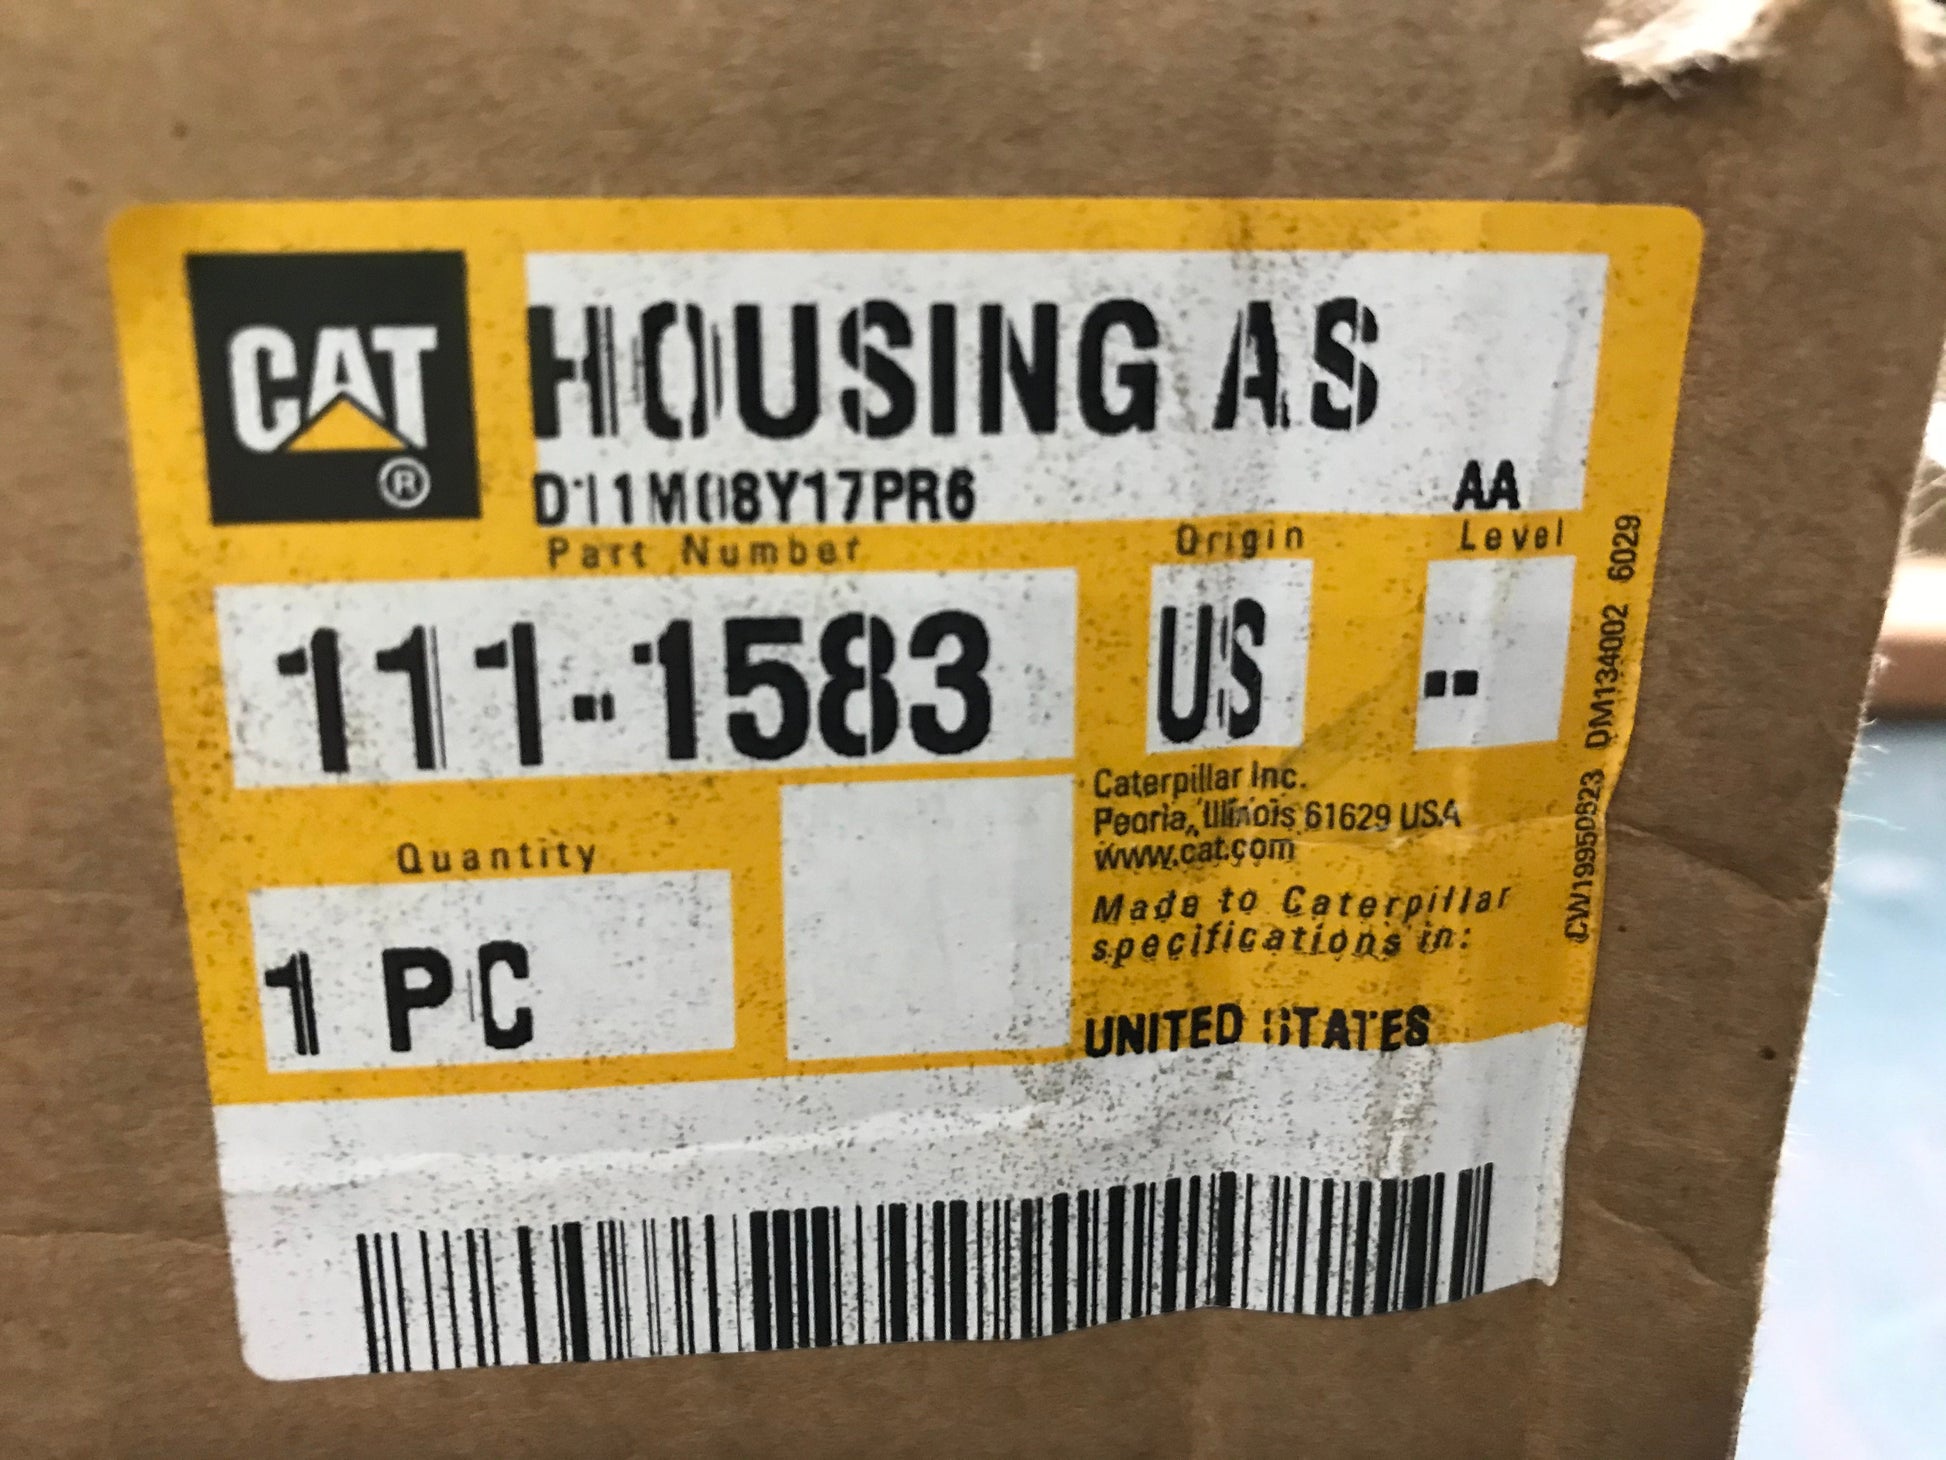 CAT
®
HOUSING AS
D11M08Y17PR6 AA
Part Number Origin Level
111-1583 US --
Caterpillar Inc.
Peoria, Illinois 61629 USA
www.cat.com
Quantity
1 PC
Made to Caterpillar
specifications in:
UNITED STATES
CW19950823 DM134002 6029